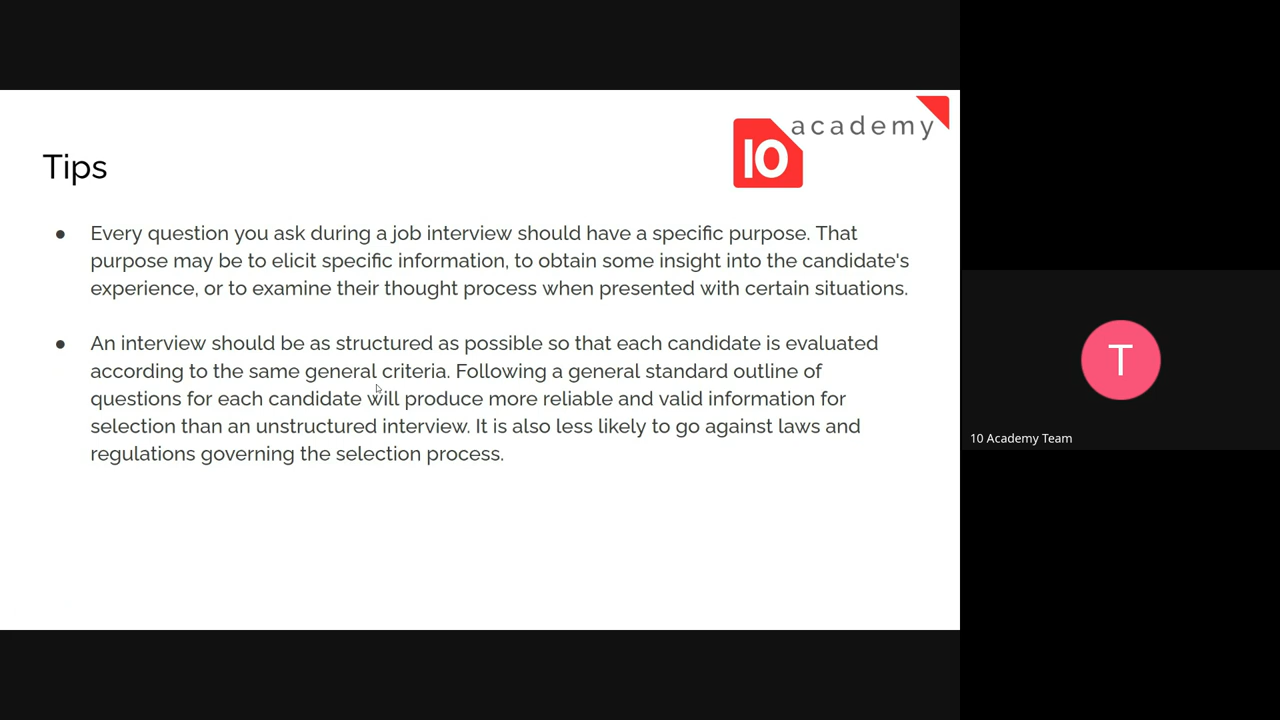 10 academy
Tips
● Every question you ask during a job interview should have a specific purpose. That
purpose may be to elicit specific information, to obtain some insight into the candidate's
experience, or to examine their thought process when presented with certain situations.
● An interview should be as structured as possible so that each candidate is evaluated
according to the same general criteria. Following a general standard outline of
questions for each candidate will produce more reliable and valid information for
selection than an unstructured interview. It is also less likely to go against laws and
regulations governing the selection process.
T
10 Academy Team